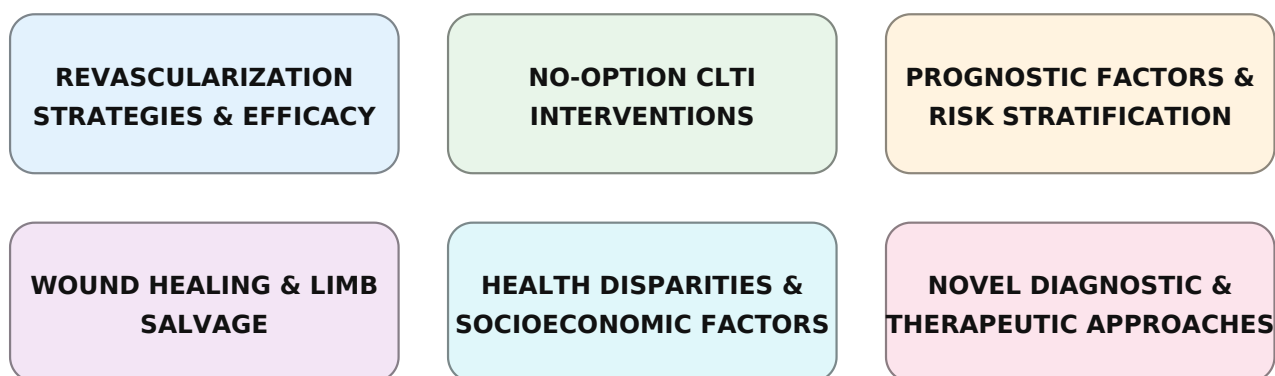 REVASCULARIZATION
STRATEGIES & EFFICACY
NO-OPTION CLTI
INTERVENTIONS
PROGNOSTIC FACTORS &
RISK STRATIFICATION
WOUND HEALING & LIMB
SALVAGE
HEALTH DISPARITIES &
SOCIOECONOMIC FACTORS
NOVEL DIAGNOSTIC &
THERAPEUTIC APPROACHES